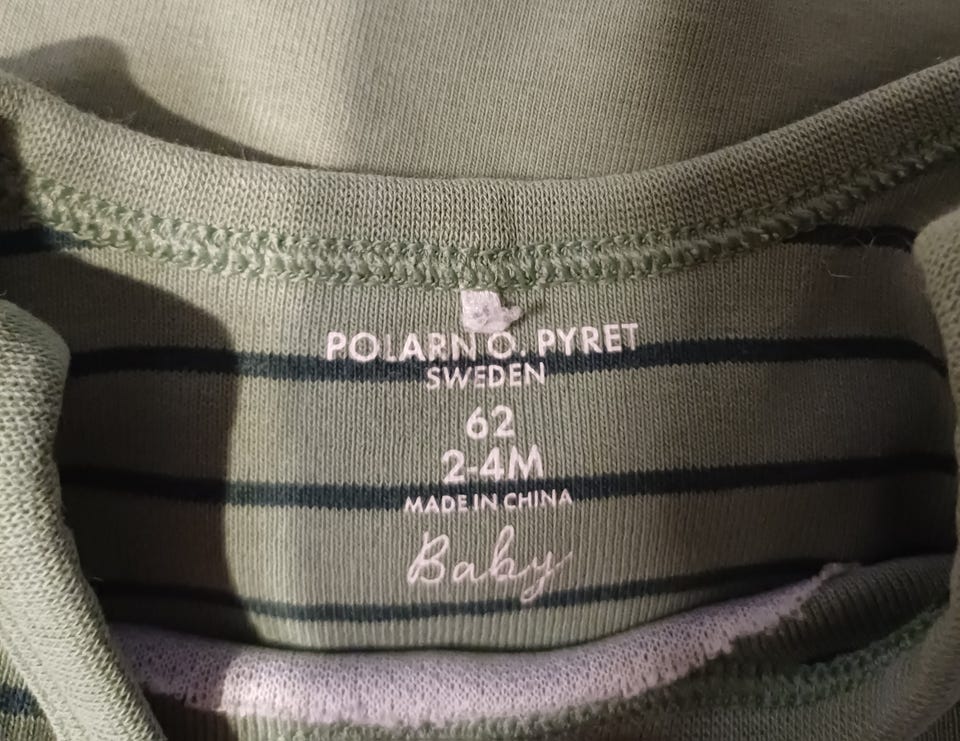 POLARN O. PYRET
SWEDEN
62
2-4M
MADE IN CHINA
Baby